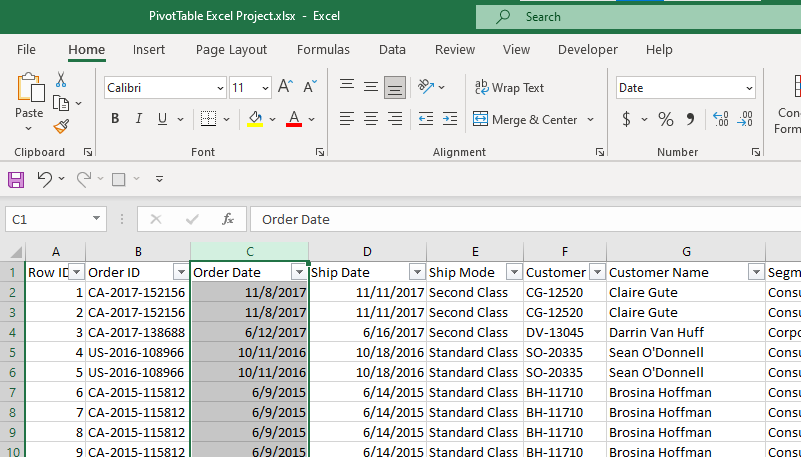 PivotTable Excel Project.xlsx - Excel
Search
File Home Insert Page Layout Formulas Data Review View Developer Help
Calibri 11 A^ A˅ ab Wrap Text Date
Paste B I U A Merge & Center $ % , .00
Clipboard Font Alignment Number
C1 fx Order Date
A B C D E F G
1 Row ID Order ID Order Date Ship Date Ship Mode Customer Customer Name Segm
2 1 CA-2017-152156 11/8/2017 11/11/2017 Second Class CG-12520 Claire Gute Consu
3 2 CA-2017-152156 11/8/2017 11/11/2017 Second Class CG-12520 Claire Gute Consu
4 3 CA-2017-138688 6/12/2017 6/16/2017 Second Class DV-13045 Darrin Van Huff Corpo
5 4 US-2016-108966 10/11/2016 10/18/2016 Standard Class SO-20335 Sean O'Donnell Consu
6 5 US-2016-108966 10/11/2016 10/18/2016 Standard Class SO-20335 Sean O'Donnell Consu
7 6 CA-2015-115812 6/9/2015 6/14/2015 Standard Class BH-11710 Brosina Hoffman Consu
8 7 CA-2015-115812 6/9/2015 6/14/2015 Standard Class BH-11710 Brosina Hoffman Consu
9 8 CA-2015-115812 6/9/2015 6/14/2015 Standard Class BH-11710 Brosina Hoffman Consu
10 9 CA-2015-115812 6/9/2015 6/14/2015 Standard Class BH-11710 Brosina Hoffman Consu